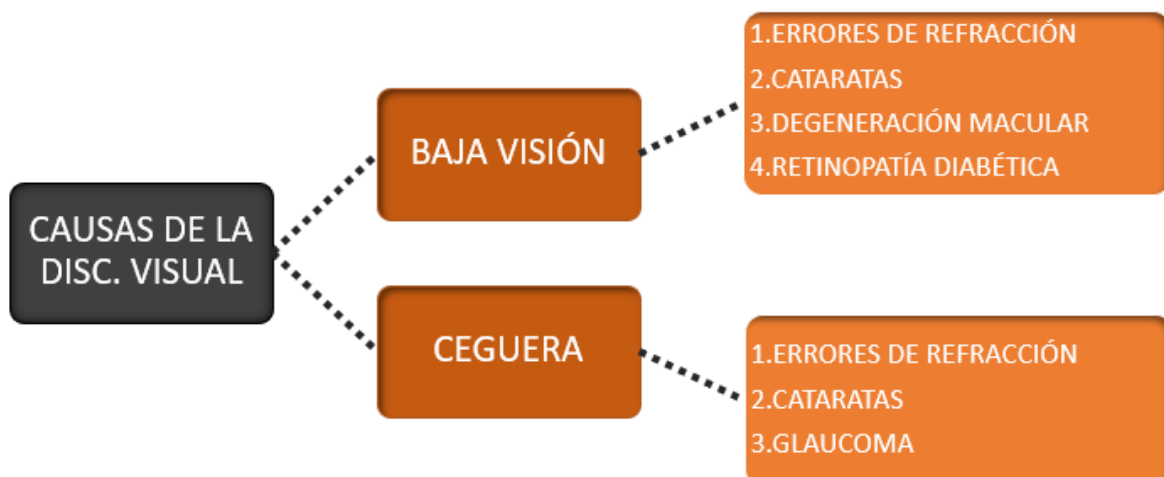 CAUSAS DE LA
DISC. VISUAL
BAJA VISIÓN
1.ERRORES DE REFRACCIÓN
2.CATARATAS
3.DEGENERACIÓN MACULAR
4.RETINOPATÍA DIABÉTICA
CEGUERA
1.ERRORES DE REFRACCIÓN
2.CATARATAS
3.GLAUCOMA